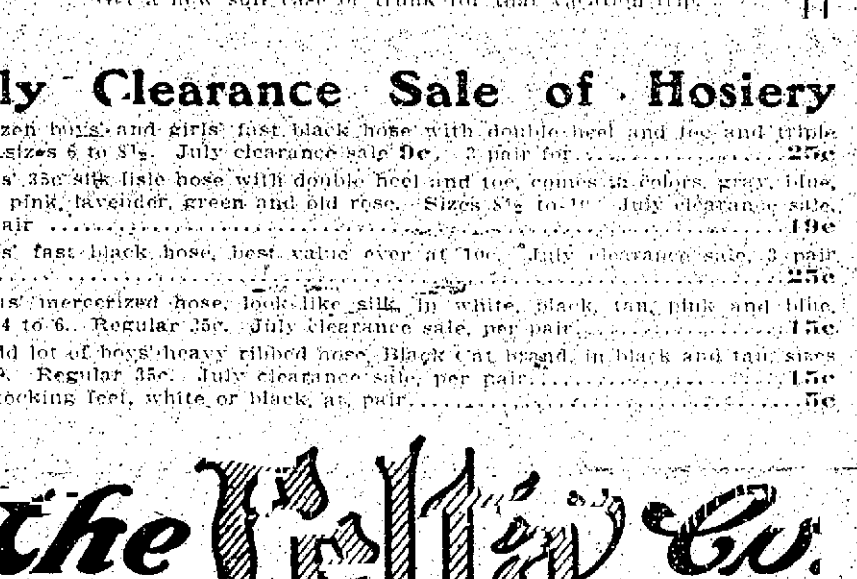 ly Clearance Sale of Hosiery
zen boys' and girls' fast black hose with double heel and toe and triple
sizes 6 to 8½. July clearance sale 9c, 3 pair for..........25c
s' 35c silk lisle hose with double heel and toe, comes in colors, gray, blue,
pink, lavender, green and old rose. Sizes 8½ to 10. July clearance sale,
air ..........19c
s' fast black hose, best value ever at 10c. July clearance sale, 3 pair
..........25c
s' mercerized hose, look like silk, in white, black, tan, pink and blue,
4 to 6. Regular 25c. July clearance sale, per pair..........15c
ld lot of boys' heavy ribbed hose, Black Cat brand, in black and tan, sizes
9. Regular 35c. July clearance sale, per pair..........15c
ocking feet, white or black, at, pair..........5c
the Co.